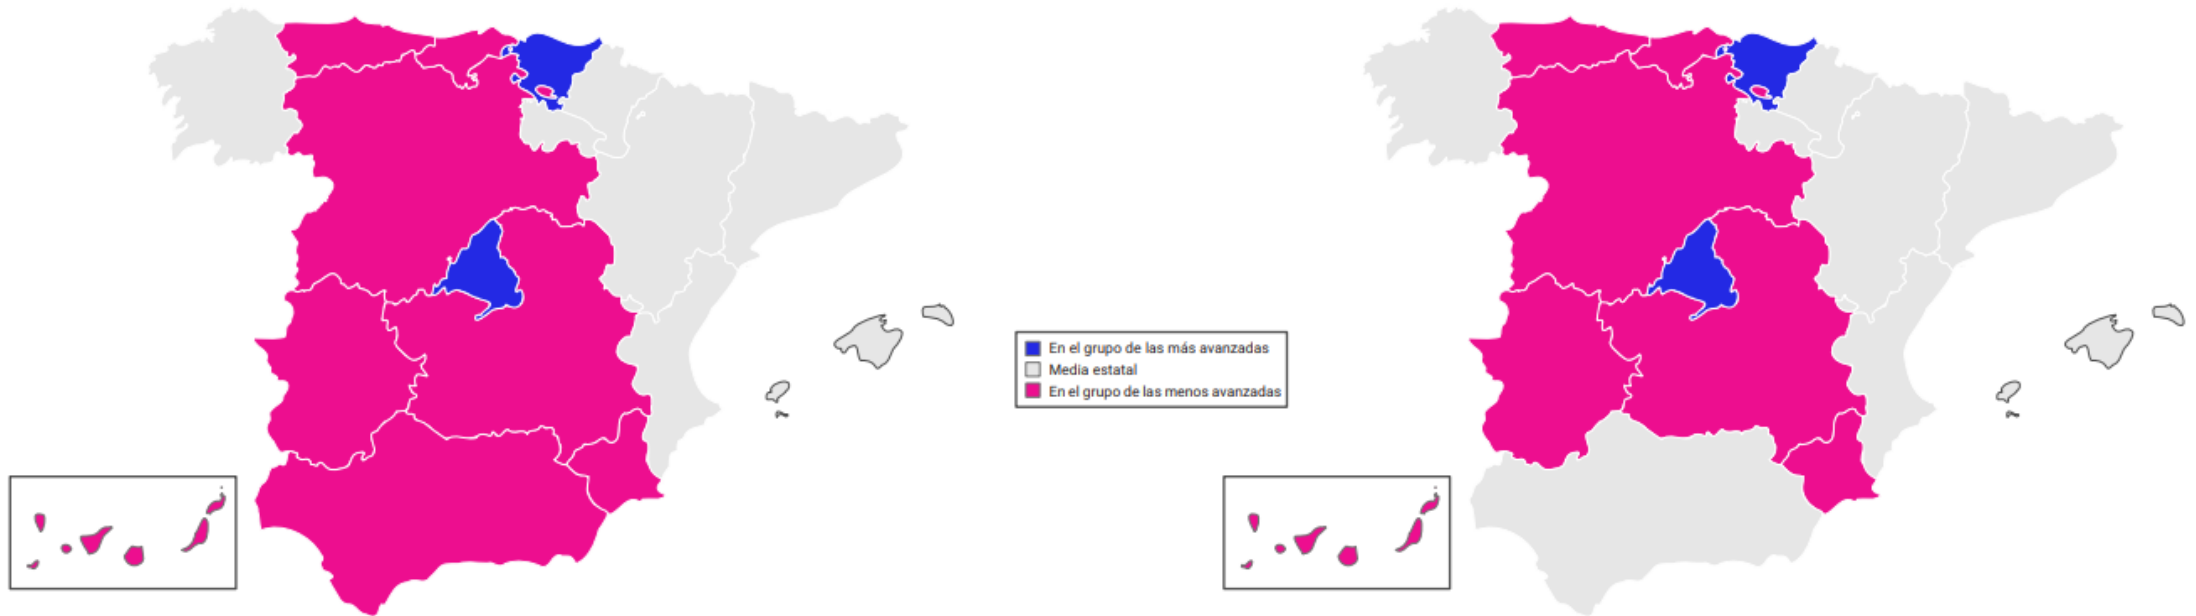 En el grupo de las más avanzadas
Media estatal
En el grupo de las menos avanzadas